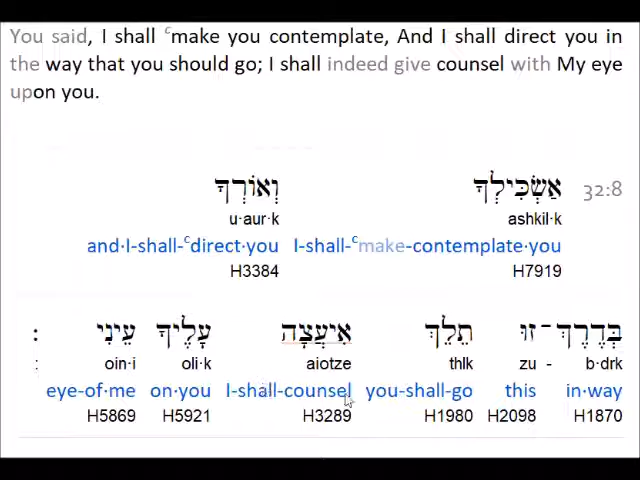 You said, I shall ᶜmake you contemplate, And I shall direct you in
the way that you should go; I shall indeed give counsel with My eye
upon you.
32:8 אַשְׂכִּילְךָ וְאוֹרְךָ
u·aur·k ashkil·k
and·I-shall-ᶜdirect·you I-shall-ᶜmake-contemplate·you
H3384 H7919
בְּדֶרֶךְ־זוּ תֵלֵךְ אִיעֲצָה עָלֶיךָ עֵינִי :
: oin·i oli·k aiotze thlk zu - b·drk
eye-of·me on·you I-shall-counsel you-shall-go this in·way
H5869 H5921 H3289 H1980 H2098 H1870